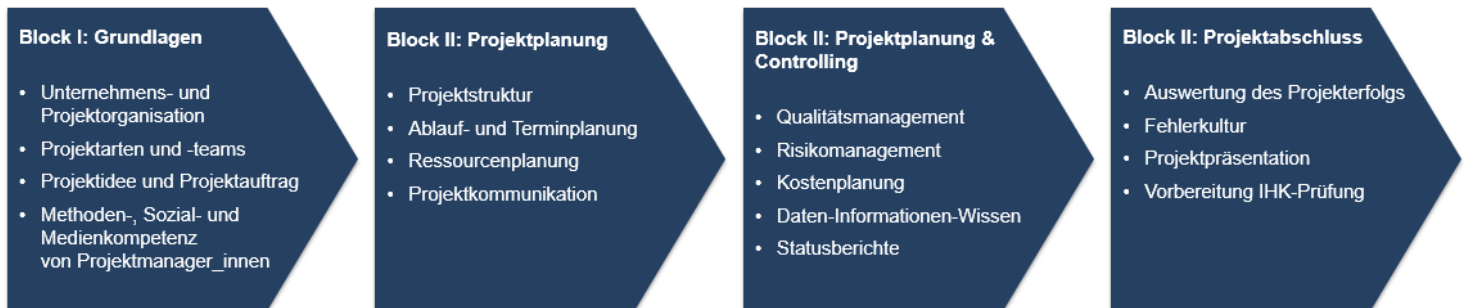 Block I: Grundlagen
• Unternehmens- und
Projektorganisation
• Projektarten und -teams
• Projektidee und Projektauftrag
• Methoden-, Sozial- und
Medienkompetenz
von Projektmanager_innen
Block II: Projektplanung
• Projektstruktur
• Ablauf- und Terminplanung
• Ressourcenplanung
• Projektkommunikation
Block II: Projektplanung &
Controlling
• Qualitätsmanagement
• Risikomanagement
• Kostenplanung
• Daten-Informationen-Wissen
• Statusberichte
Block II: Projektabschluss
• Auswertung des Projekterfolgs
• Fehlerkultur
• Projektpräsentation
• Vorbereitung IHK-Prüfung